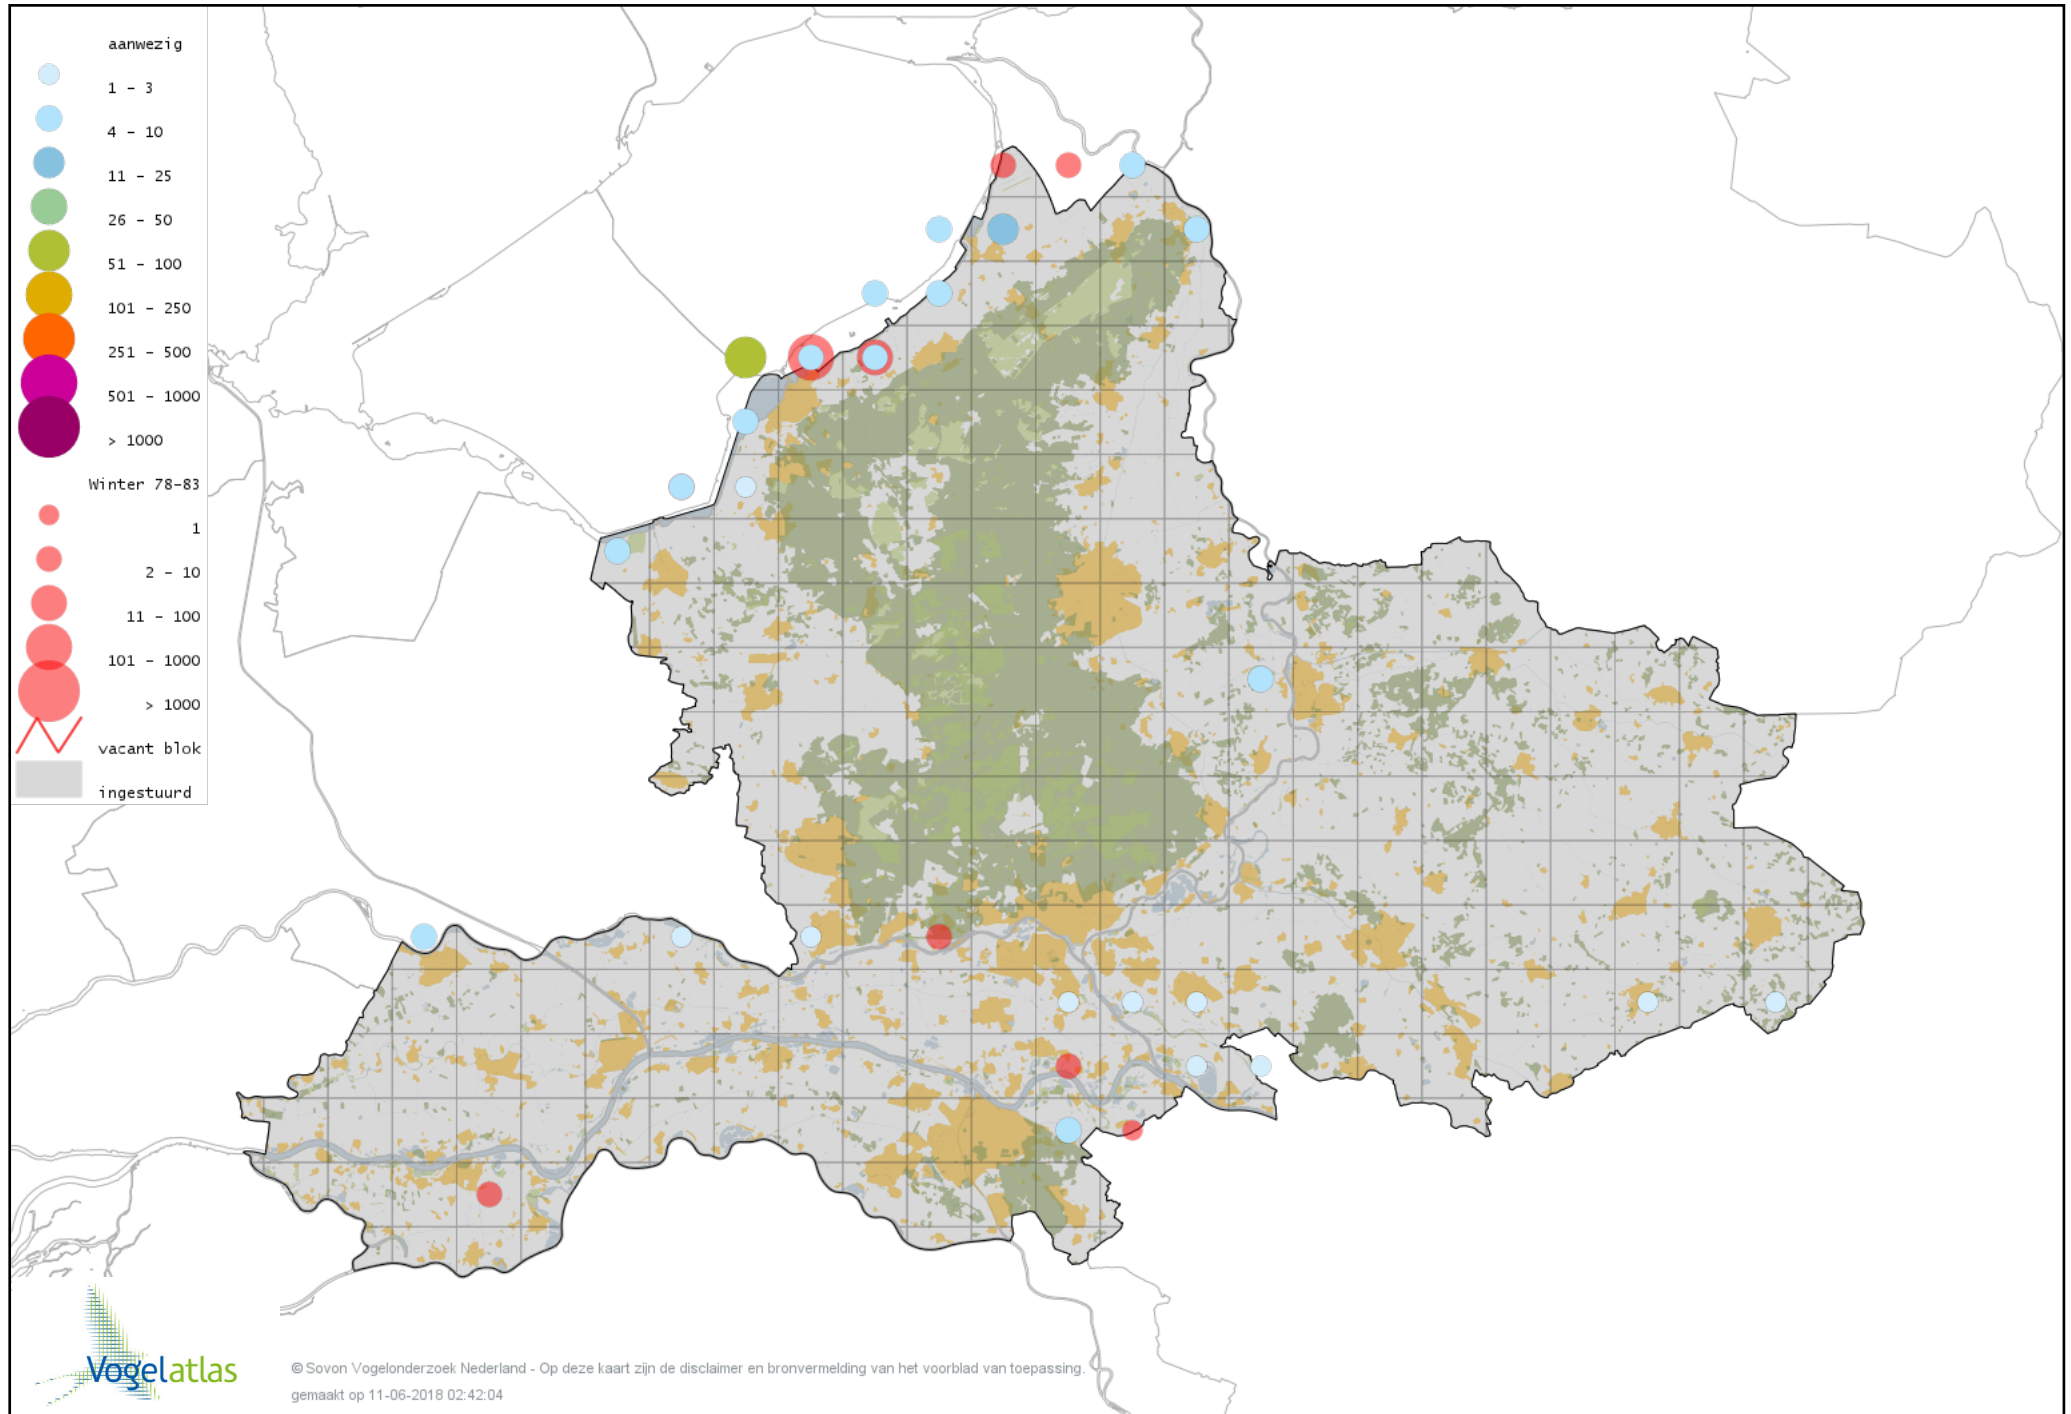 aanwezig
1 - 3
4 - 10
11 - 25
26 - 50
51 - 100
101 - 250
251 - 500
501 - 1000
> 1000
Winter 78-83
1
2 - 10
11 - 100
101 - 1000
> 1000
vacant blok
ingestuurd
Vogelatlas
© Sovon Vogelonderzoek Nederland - Op deze kaart zijn de disclaimer en bronvermelding van het voorblad van toepassing.
gemaakt op 11-06-2018 02:42:04